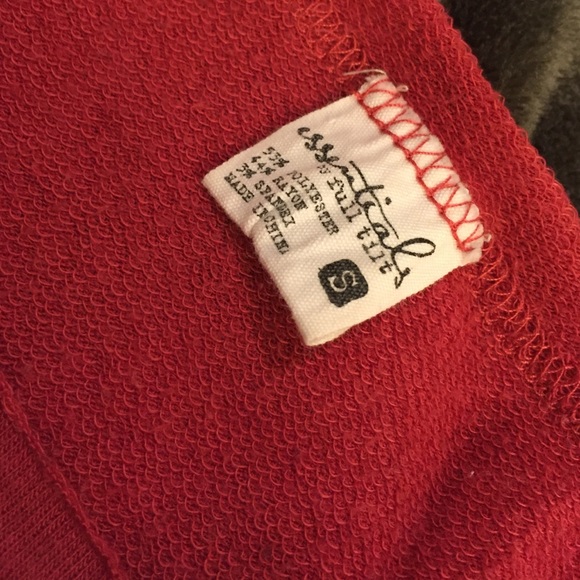 essentials
by full tilt
53% POLYESTER
44% RAYON
3% SPANDEX
MADE IN CHINA
S